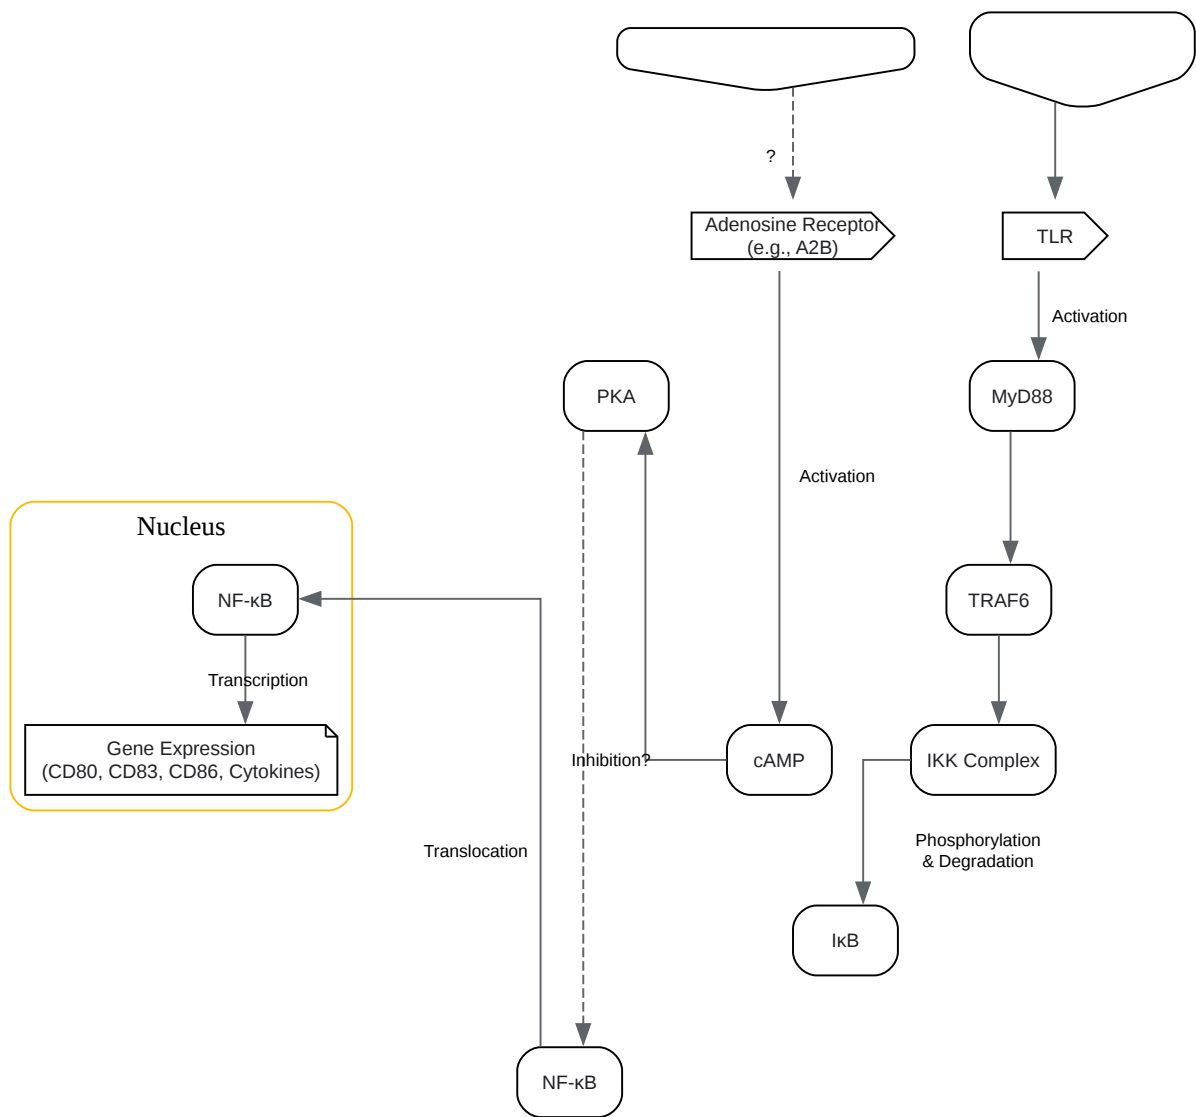 ?
Adenosine Receptor
(e.g., A2B)
TLR
Activation
PKA
MyD88
Activation
Nucleus
NF-κB
TRAF6
Transcription
Gene Expression
(CD80, CD83, CD86, Cytokines)
Inhibition?
cAMP
IKK Complex
Translocation
Phosphorylation
& Degradation
IκB
NF-κB